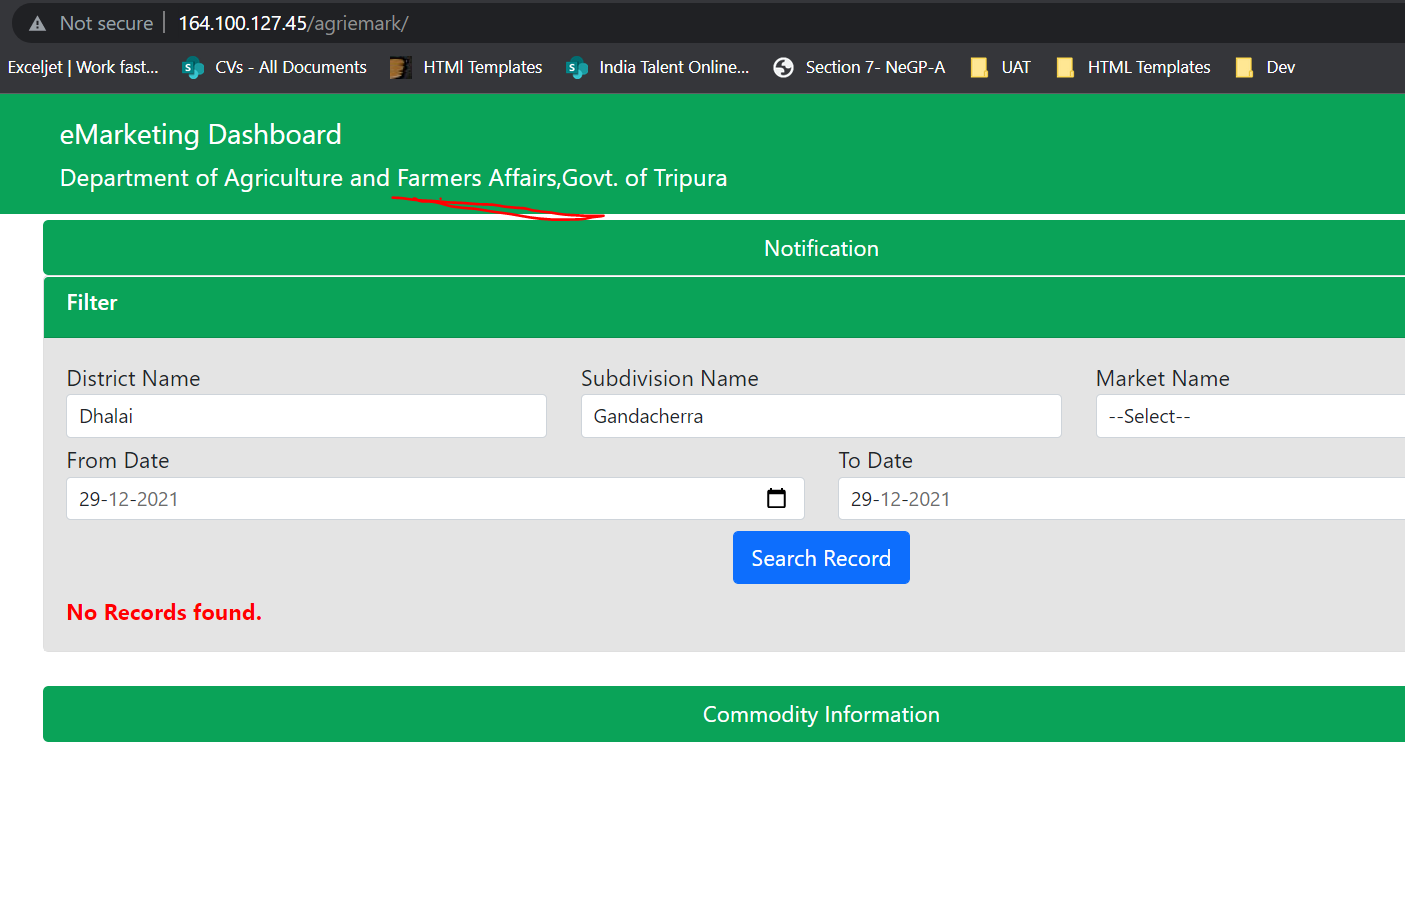 Not secure | 164.100.127.45/agriemark/
Exceljet | Work fast... CVs - All Documents HTMl Templates India Talent Online... Section 7- NeGP-A UAT HTML Templates Dev
eMarketing Dashboard
Department of Agriculture and Farmers Affairs,Govt. of Tripura
Notification
Filter
District Name Subdivision Name Market Name
Dhalai Gandacherra --Select--
From Date To Date
29-12-2021 29-12-2021
Search Record
No Records found.
Commodity Information